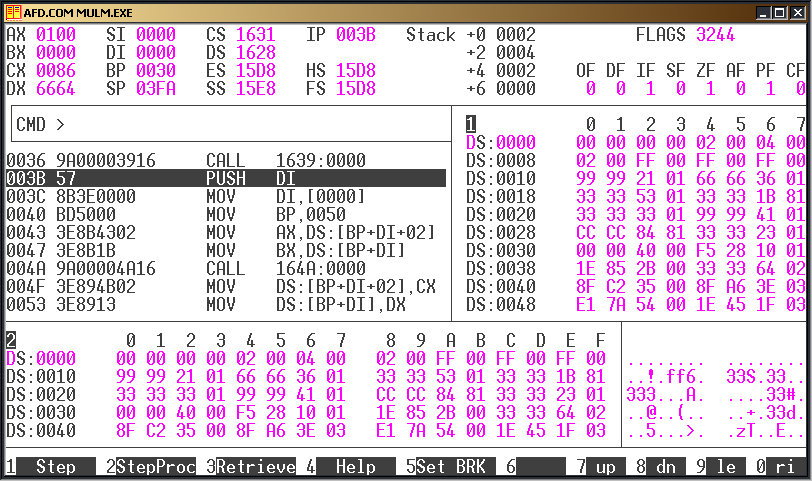 AFD.COM MULM.EXE
AX 0100 SI 0000 CS 1631 IP 003B Stack +0 0002 FLAGS 3244
BX 0000 DI 0000 DS 1628 +2 0004
CX 0086 BP 0030 ES 15D8 HS 15D8 +4 0002 OF DF IF SF ZF AF PF CF
DX 6664 SP 03FA SS 15E8 FS 15D8 +6 0000 0 0 1 0 1 0 1 0
CMD >
0036 9A00003916 CALL 1639:0000
003B 57 PUSH DI
003C 8B3E0000 MOV DI,[0000]
0040 BD5000 MOV BP,0050
0043 3E8B4302 MOV AX,DS:[BP+DI+02]
0047 3E8B1B MOV BX,DS:[BP+DI]
004A 9A00004A16 CALL 164A:0000
004F 3E894B02 MOV DS:[BP+DI+02],CX
0053 3E8913 MOV DS:[BP+DI],DX
1 0 1 2 3 4 5 6 7
DS:0000 00 00 00 00 02 00 04 00
DS:0008 02 00 FF 00 FF 00 FF 00
DS:0010 99 99 21 01 66 66 36 01
DS:0018 33 33 53 01 33 33 1B 81
DS:0020 33 33 33 01 99 99 41 01
DS:0028 CC CC 84 81 33 33 23 01
DS:0030 00 00 40 00 F5 28 10 01
DS:0038 1E 85 2B 00 33 33 64 02
DS:0040 8F C2 35 00 8F A6 3E 03
DS:0048 E1 7A 54 00 1E 45 1F 03
2 0 1 2 3 4 5 6 7 8 9 A B C D E F
DS:0000 00 00 00 00 02 00 04 00 02 00 FF 00 FF 00 FF 00 ........ ........
DS:0010 99 99 21 01 66 66 36 01 33 33 53 01 33 33 1B 81 ..!.ff6. 33S.33..
DS:0020 33 33 33 01 99 99 41 01 CC CC 84 81 33 33 23 01 333...A. ....33#.
DS:0030 00 00 40 00 F5 28 10 01 1E 85 2B 00 33 33 64 02 ..@..(.. ..+.33d.
DS:0040 8F C2 35 00 8F A6 3E 03 E1 7A 54 00 1E 45 1F 03 ..5...>. .zT..E..
1 Step 2StepProc 3Retrieve 4 Help 5Set BRK 6 7 up 8 dn 9 le 0 ri